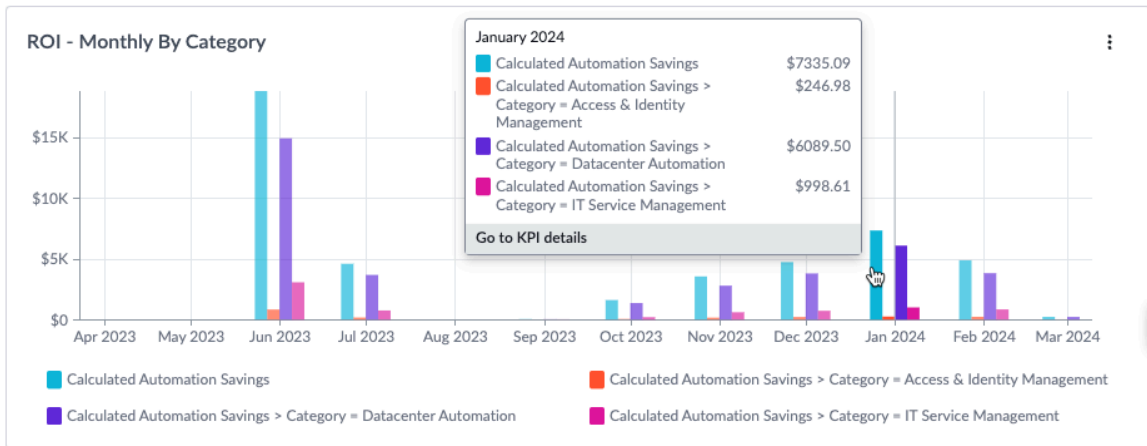 ROI - Monthly By Category
January 2024
Calculated Automation Savings $7335.09
Calculated Automation Savings > $246.98
Category = Access & Identity
Management
Calculated Automation Savings > $6089.50
Category = Datacenter Automation
Calculated Automation Savings > $998.61
Category = IT Service Management
Go to KPI details
$15K
$10K
$5K
$0
Apr 2023 May 2023 Jun 2023 Jul 2023 Aug 2023 Sep 2023 Oct 2023 Nov 2023 Dec 2023 Jan 2024 Feb 2024 Mar 2024
Calculated Automation Savings Calculated Automation Savings > Category = Access & Identity Management
Calculated Automation Savings > Category = Datacenter Automation Calculated Automation Savings > Category = IT Service Management